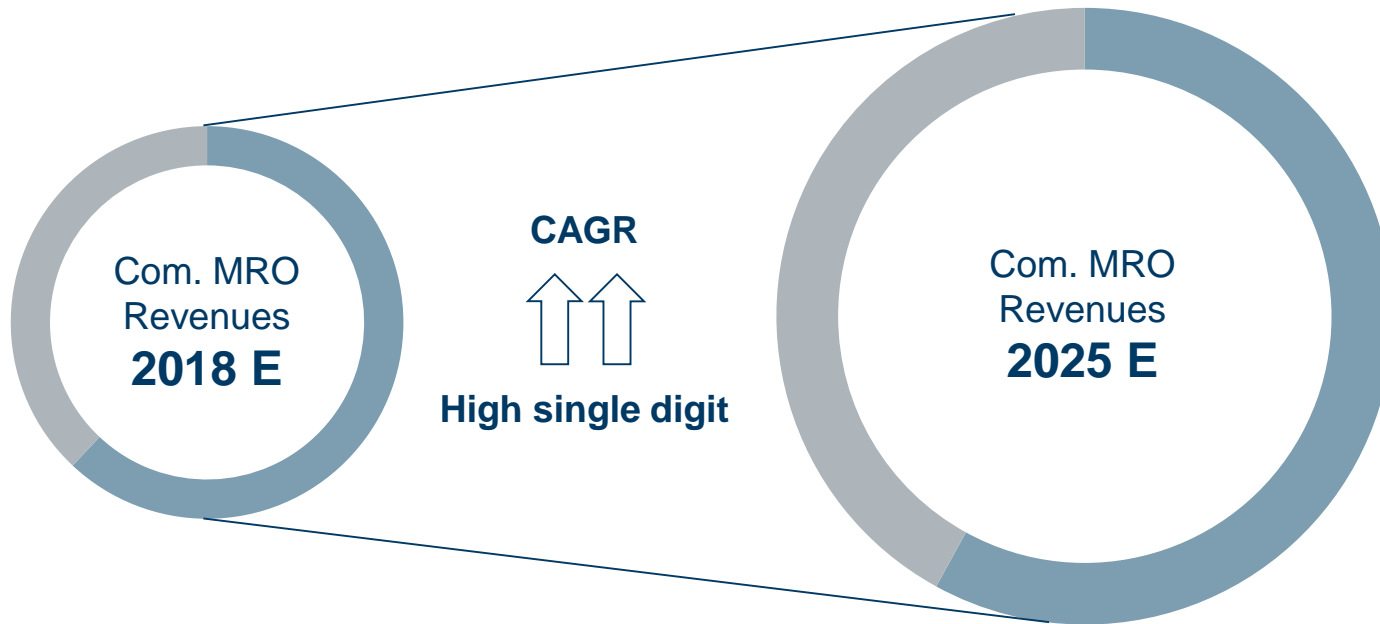 Com. MRO
Revenues
2018 E
CAGR
High single digit
Com. MRO
Revenues
2025 E